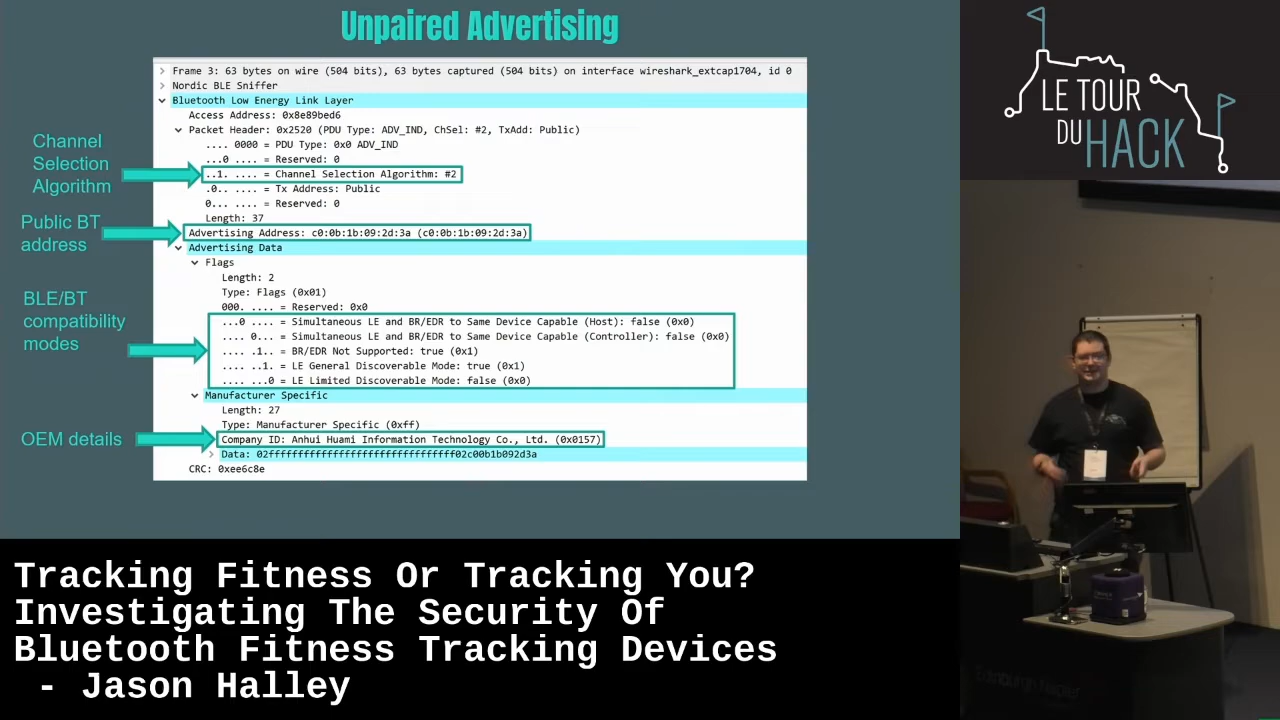 Unpaired Advertising
Frame 3: 63 bytes on wire (504 bits), 63 bytes captured (504 bits) on interface wireshark_extcap1704, id 0
Nordic BLE Sniffer
Bluetooth Low Energy Link Layer
Access Address: 0x8e89bed6
Packet Header: 0x2520 (PDU Type: ADV_IND, ChSel: #2, TxAdd: Public)
.... 0000 = PDU Type: 0x0 ADV_IND
...0 .... = Reserved: 0
..1. .... = Channel Selection Algorithm: #2
.0.. .... = Tx Address: Public
0... .... = Reserved: 0
Length: 37
Advertising Address: c0:0b:1b:09:2d:3a (c0:0b:1b:09:2d:3a)
Advertising Data
Flags
Length: 2
Type: Flags (0x01)
000. .... = Reserved: 0x0
...0 .... = Simultaneous LE and BR/EDR to Same Device Capable (Host): false (0x0)
.... 0... = Simultaneous LE and BR/EDR to Same Device Capable (Controller): false (0x0)
.... .1.. = BR/EDR Not Supported: true (0x1)
.... ..1. = LE General Discoverable Mode: true (0x1)
.... ...0 = LE Limited Discoverable Mode: false (0x0)
Manufacturer Specific
Length: 27
Type: Manufacturer Specific (0xff)
Company ID: Anhui Huami Information Technology Co., Ltd. (0x0157)
Data: 02ffffffffffffffffffffffffffffffffff02c00b1b092d3a
CRC: 0xee6c8e
Channel
Selection
Algorithm
Public BT
address
BLE/BT
compatibility
modes
OEM details
LE TOUR
DU HACK
Edinburgh Napier
Tracking Fitness Or Tracking You?
Investigating The Security Of
Bluetooth Fitness Tracking Devices
- Jason Halley